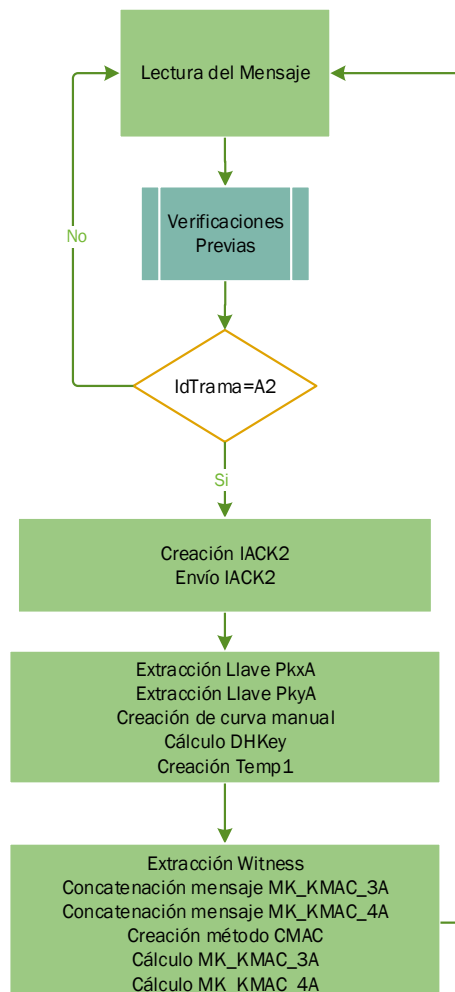 Lectura del Mensaje
Verificaciones
Previas
No
IdTrama=A2
Si
Creación IACK2
Envío IACK2
Extracción Llave PkxA
Extracción Llave PkyA
Creación de curva manual
Cálculo DHKey
Creación Temp1
Extracción Witness
Concatenación mensaje MK_KMAC_3A
Concatenación mensaje MK_KMAC_4A
Creación método CMAC
Cálculo MK_KMAC_3A
Cálculo MK_KMAC_4A